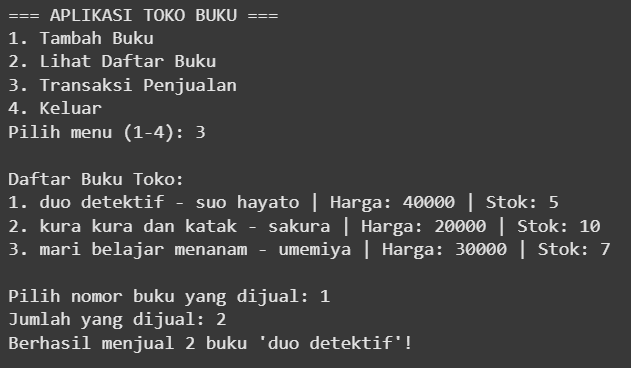 === APLIKASI TOKO BUKU ===
1. Tambah Buku
2. Lihat Daftar Buku
3. Transaksi Penjualan
4. Keluar
Pilih menu (1-4): 3
Daftar Buku Toko:
1. duo detektif - suo hayato | Harga: 40000 | Stok: 5
2. kura kura dan katak - sakura | Harga: 20000 | Stok: 10
3. mari belajar menanam - umemiya | Harga: 30000 | Stok: 7
Pilih nomor buku yang dijual: 1
Jumlah yang dijual: 2
Berhasil menjual 2 buku 'duo detektif'!